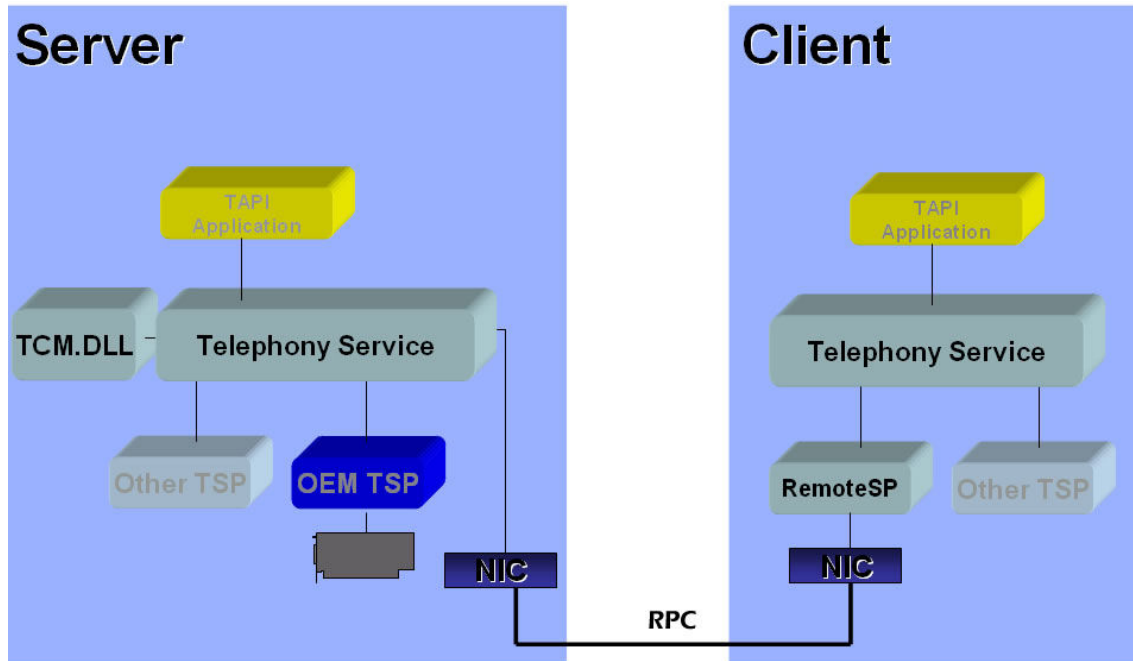 Server
Client
TAPI
Application
TAPI
Application
TCM.DLL
Telephony Service
Telephony Service
Other TSP
OEM TSP
RemoteSP
Other TSP
NIC
NIC
RPC